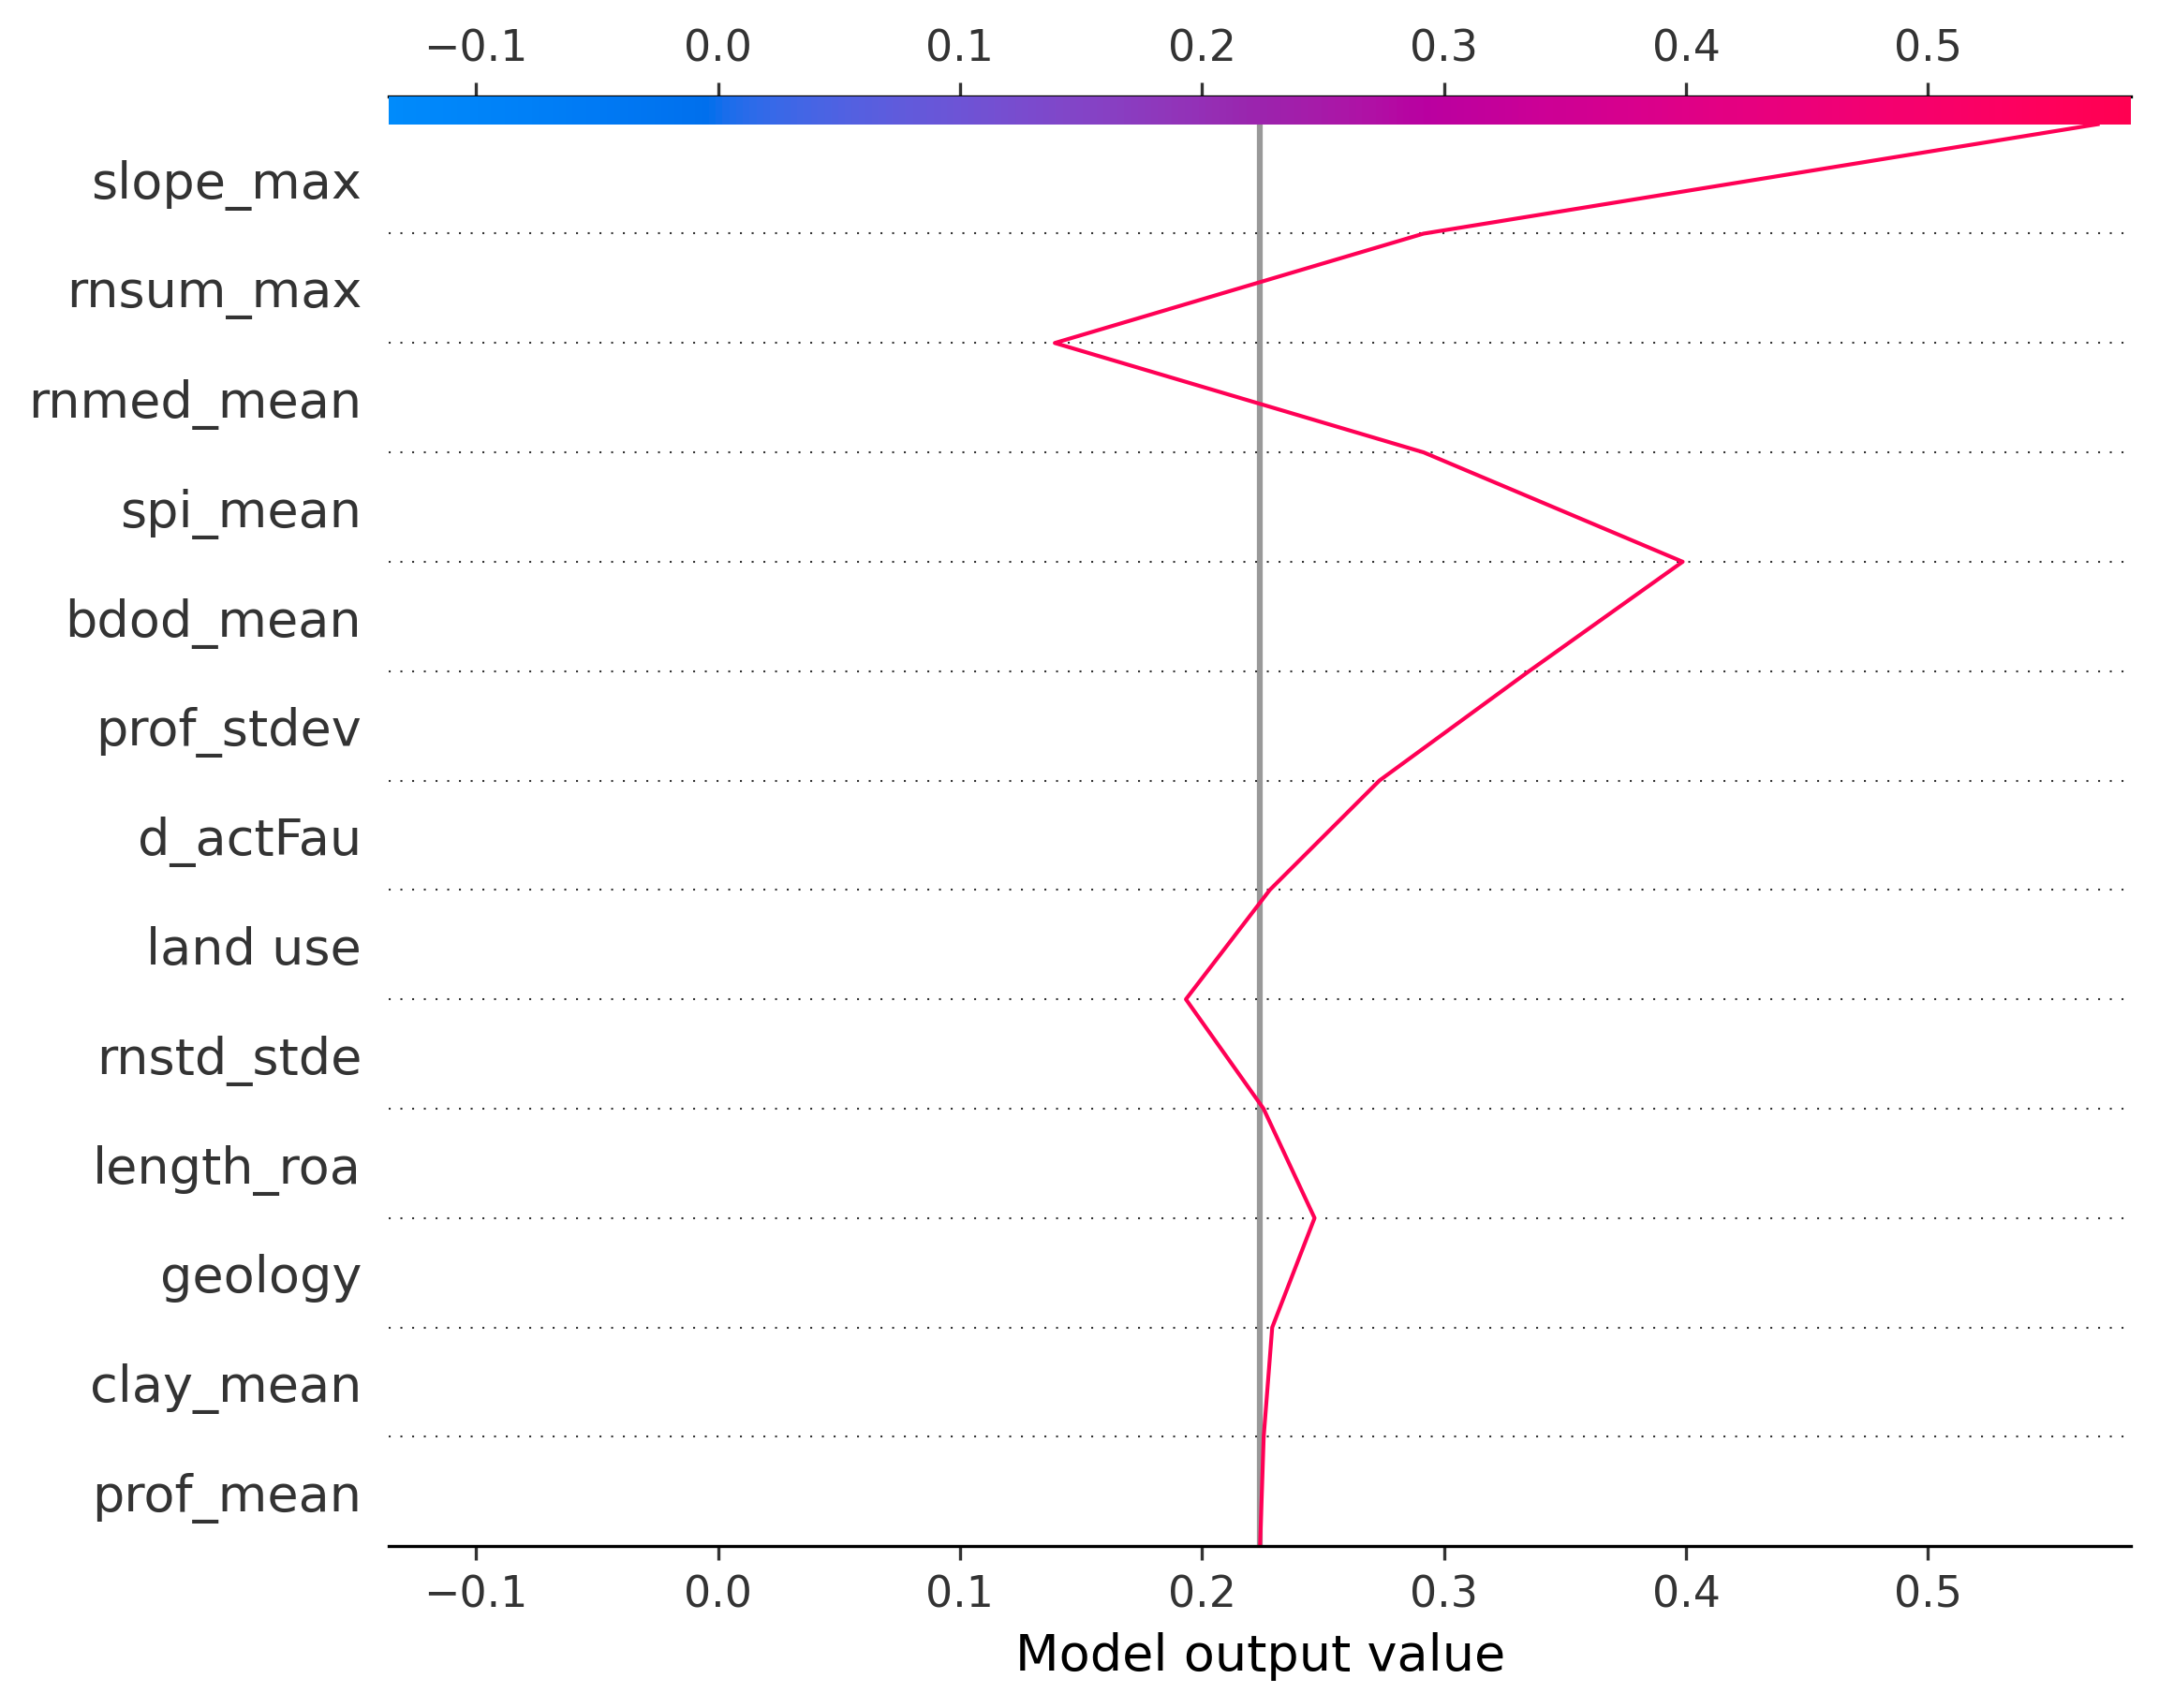 −0.1 0.0 0.1 0.2 0.3 0.4 0.5
slope_max
rnsum_max
rnmed_mean
spi_mean
bdod_mean
prof_stdev
d_actFau
land use
rnstd_stde
length_roa
geology
clay_mean
prof_mean
−0.1 0.0 0.1 0.2 0.3 0.4 0.5
Model output value